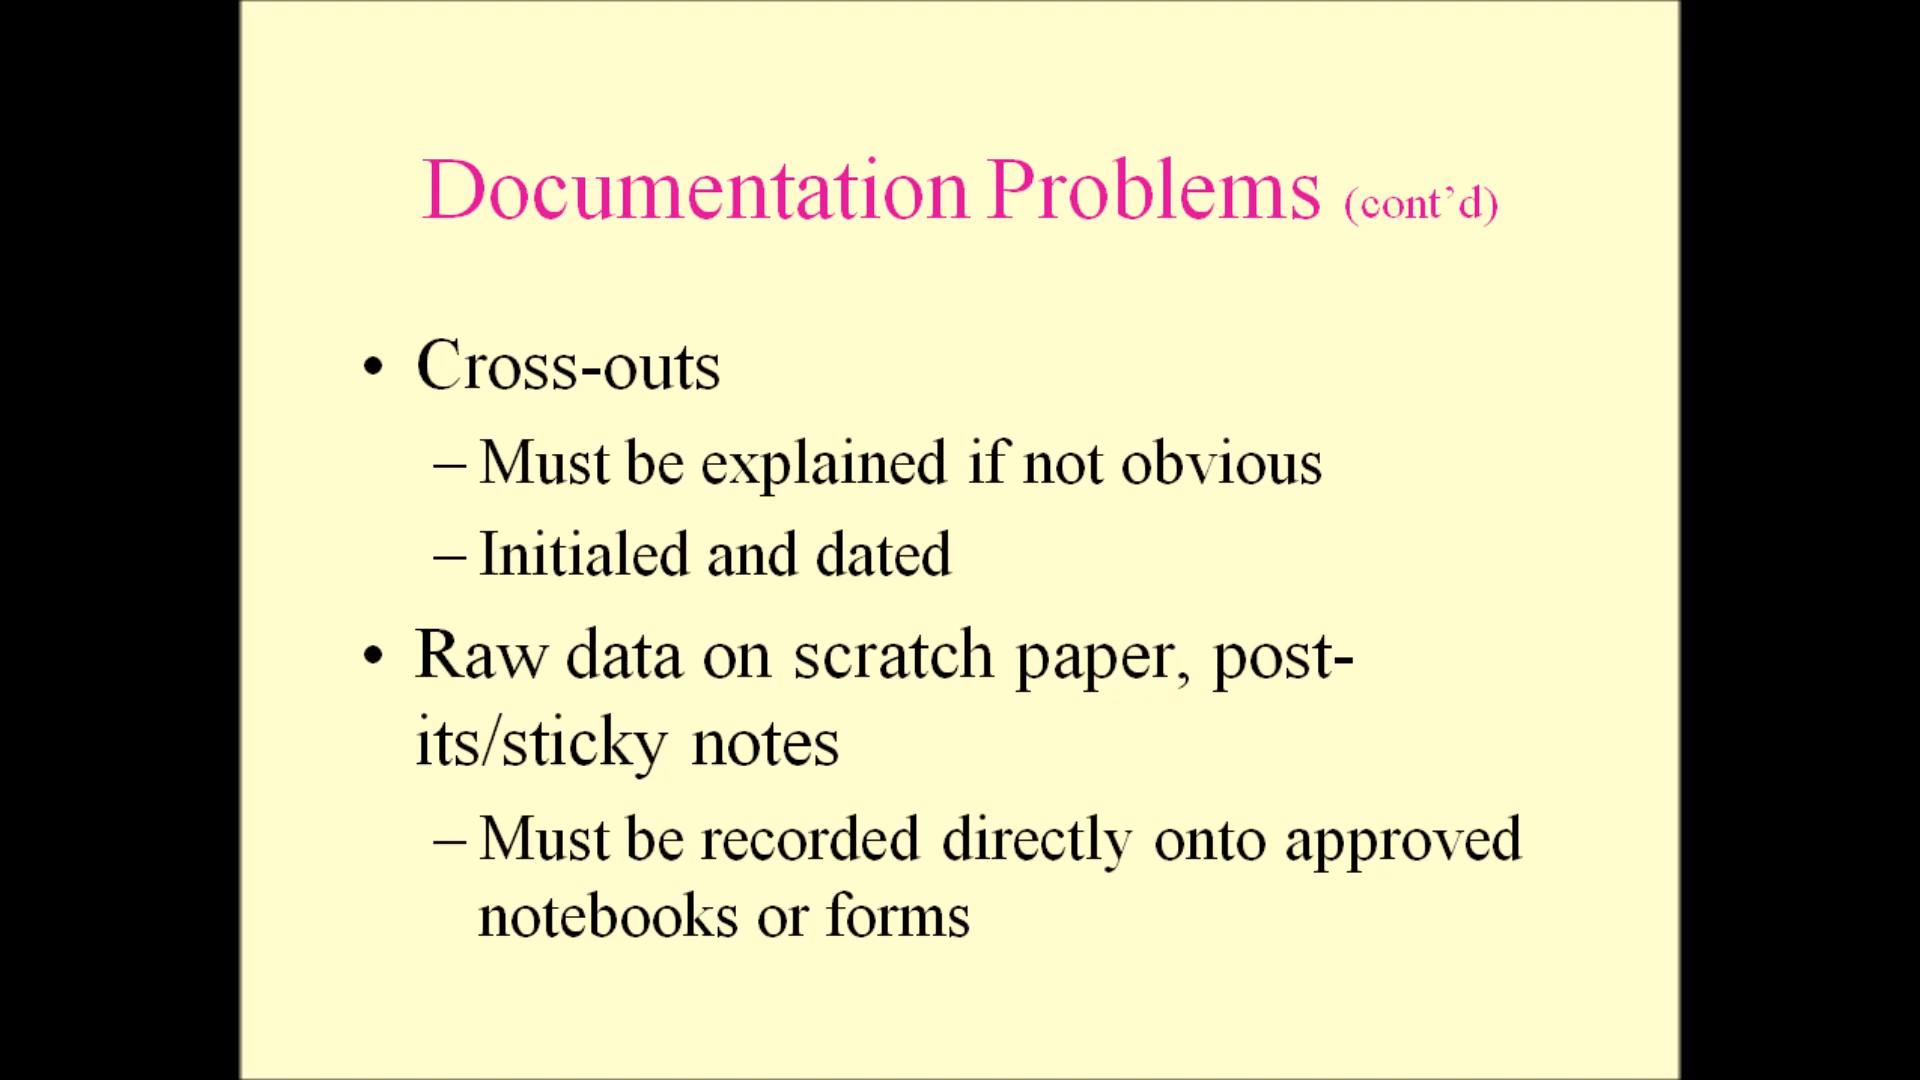 Documentation Problems (cont’d)
• Cross-outs
– Must be explained if not obvious
– Initialed and dated
• Raw data on scratch paper, post-
its/sticky notes
– Must be recorded directly onto approved
notebooks or forms